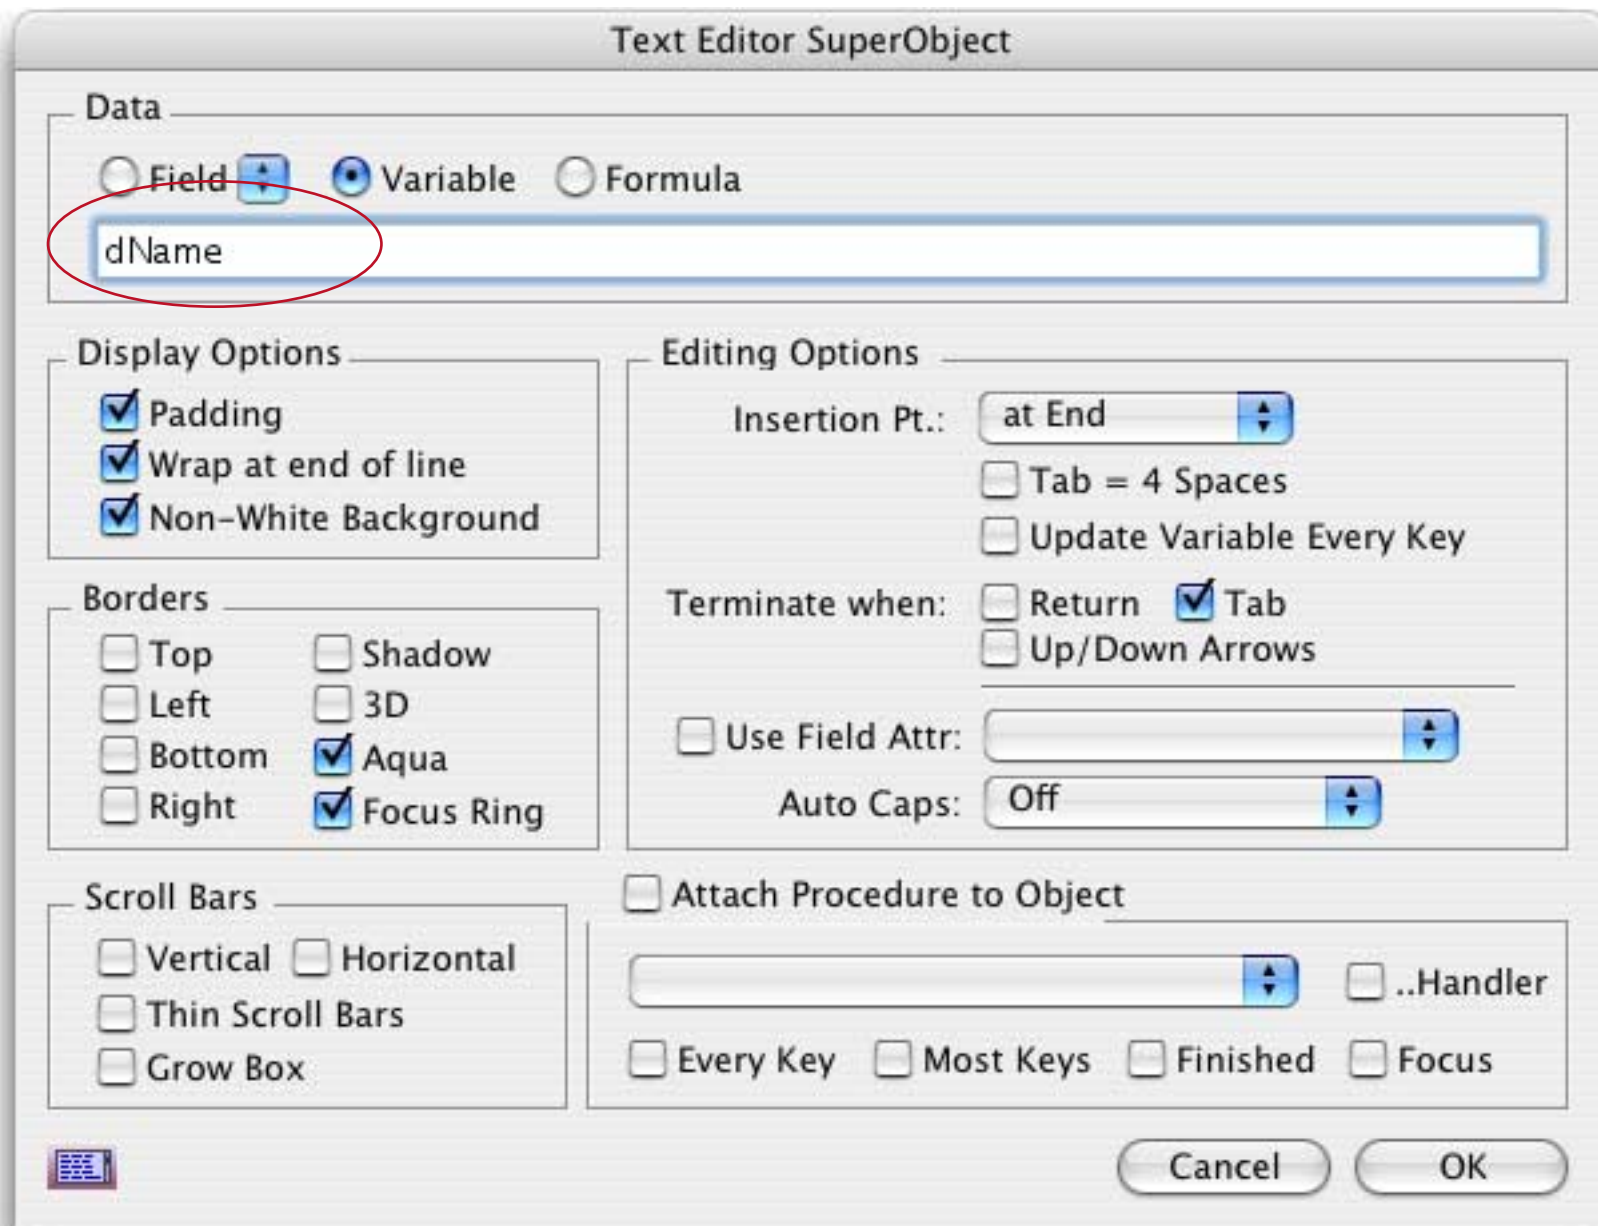 Text Editor SuperObject
Data
Field Variable Formula
dName
Display Options
Padding
Wrap at end of line
Non-White Background
Editing Options
Insertion Pt.: at End
Tab = 4 Spaces
Update Variable Every Key
Terminate when: Return Tab
Up/Down Arrows
Use Field Attr:
Auto Caps: Off
Borders
Top Shadow
Left 3D
Bottom Aqua
Right Focus Ring
Scroll Bars
Vertical Horizontal
Thin Scroll Bars
Grow Box
Attach Procedure to Object
..Handler
Every Key Most Keys Finished Focus
Cancel OK